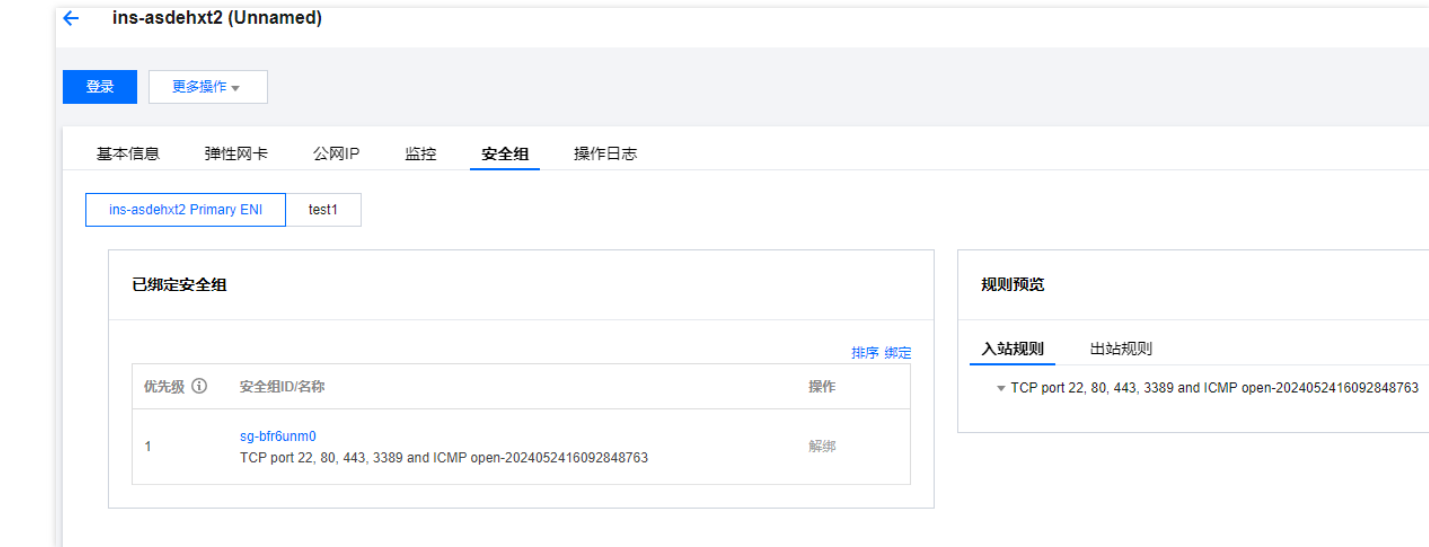 ins-asdehxt2 (Unnamed)
登录 更多操作
基本信息 弹性网卡 公网IP 监控 安全组 操作日志
ins-asdehxt2 Primary ENI test1
已绑定安全组
排序 绑定
优先级 安全组ID/名称 操作
1
sg-bfr6unm0
TCP port 22, 80, 443, 3389 and ICMP open-2024052416092848763
解绑
规则预览
入站规则 出站规则
TCP port 22, 80, 443, 3389 and ICMP open-2024052416092848763